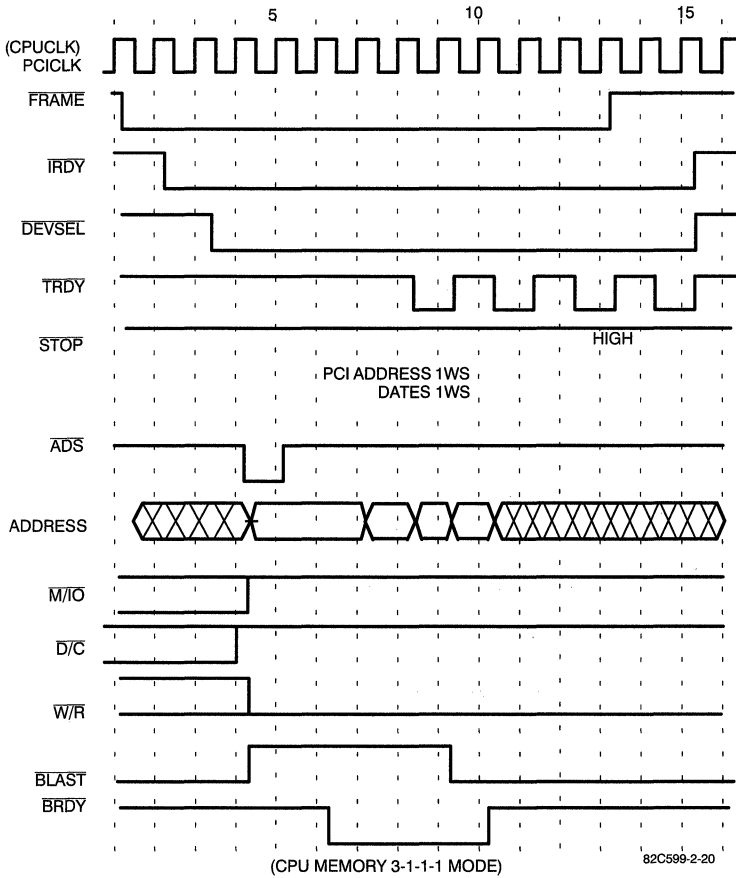 5 10 15
(CPUCLK)
PCICLK
FRAME
IRDY
DEVSEL
TRDY
STOP
HIGH
PCI ADDRESS 1WS
DATES 1WS
ADS
ADDRESS
M/IO
D/C
W/R
BLAST
BRDY
(CPU MEMORY 3-1-1-1 MODE)
82C599-2-20